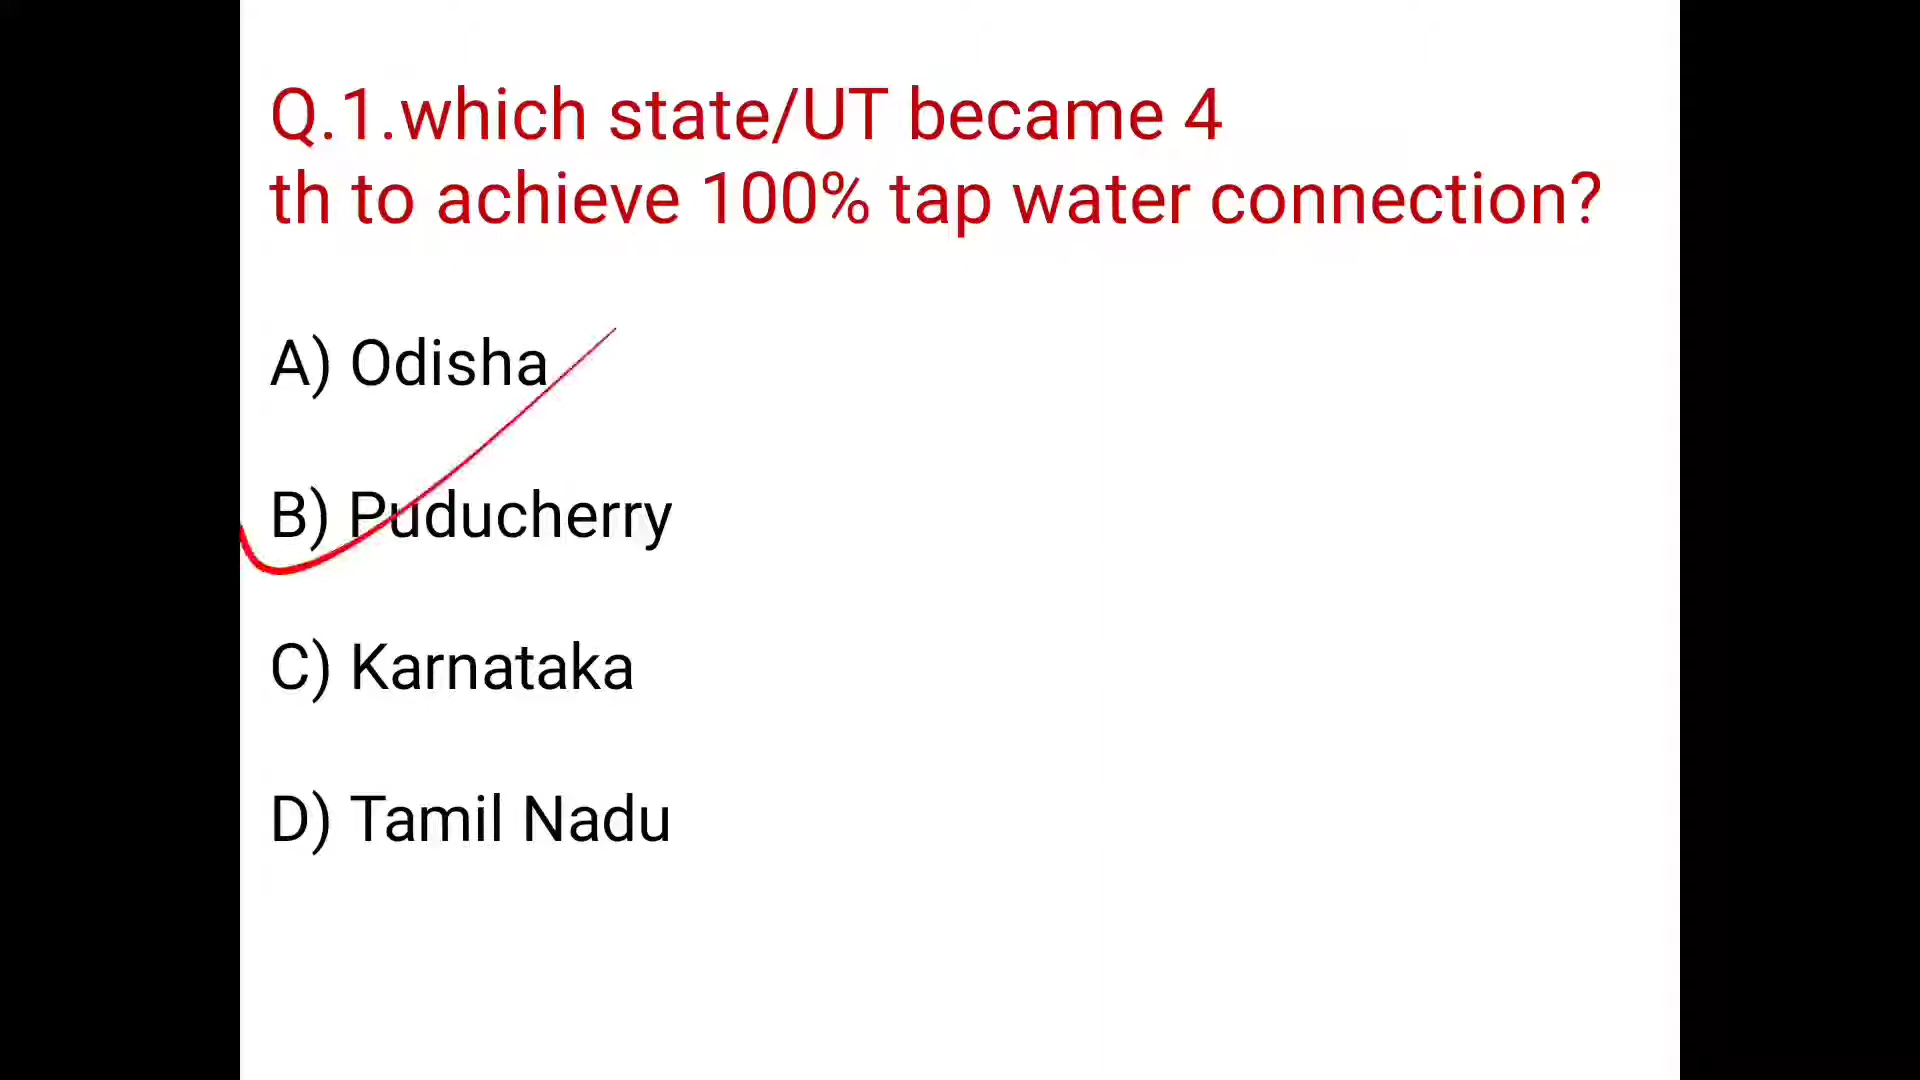 Q.1.which state/UT became 4
th to achieve 100% tap water connection?
A) Odisha
B) Puducherry
C) Karnataka
D) Tamil Nadu